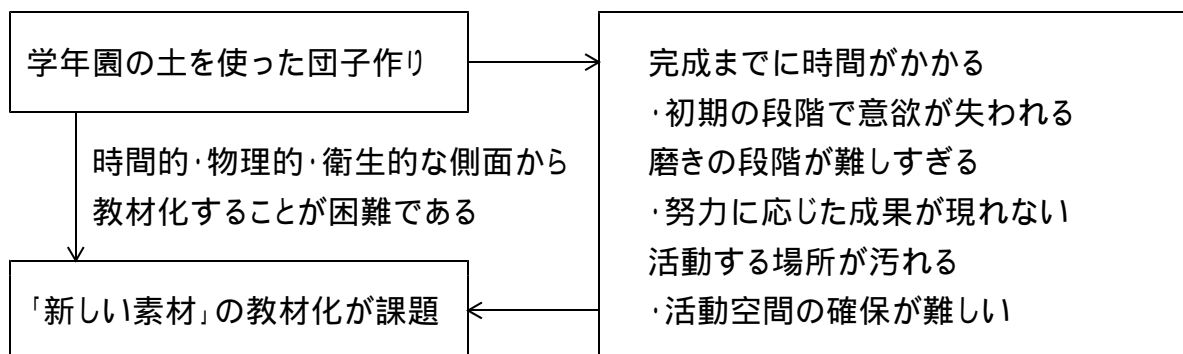 学年園の土を使った団子作り
時間的・物理的・衛生的な側面から
教材化することが困難である
「新しい素材」の教材化が課題
完成までに時間がかかる
・初期の段階で意欲が失われる
磨きの段階が難しすぎる
・努力に応じた成果が現れない
活動する場所が汚れる
・活動空間の確保が難しい